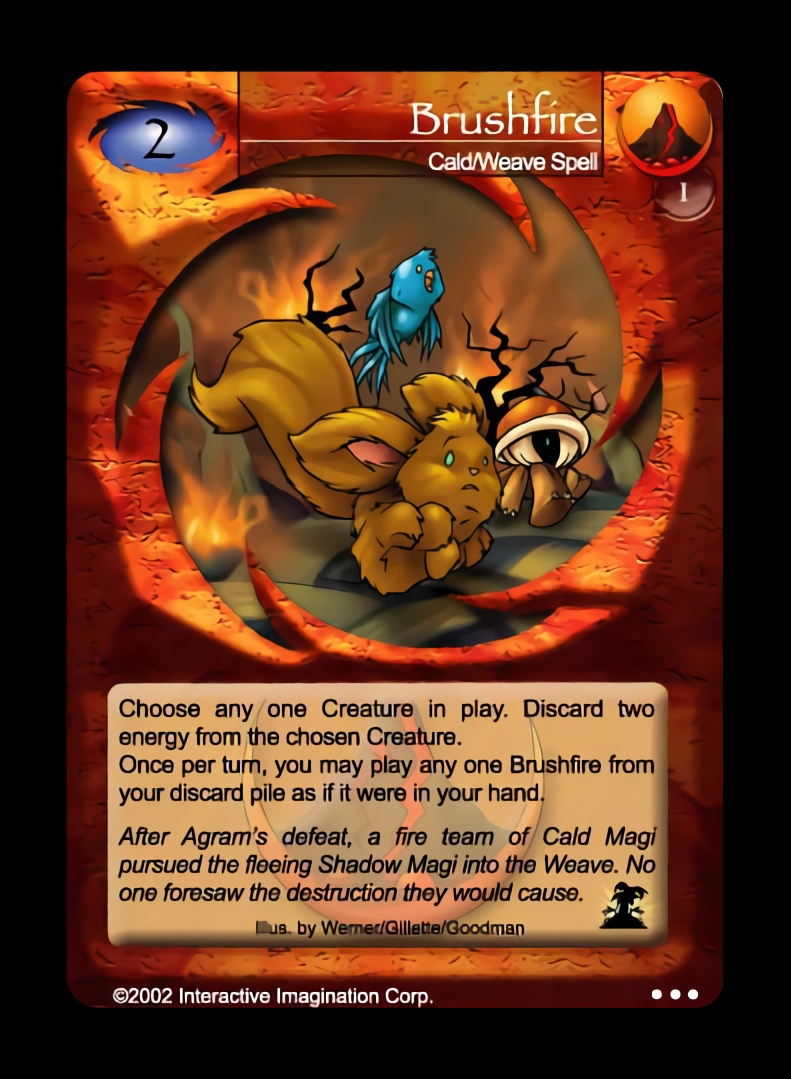 2
Brushfire
Cald/Weave Spell
1
Choose any one Creature in play. Discard two
energy from the chosen Creature.
Once per turn, you may play any one Brushfire from
your discard pile as if it were in your hand.
After Agram's defeat, a fire team of Cald Magi
pursued the fleeing Shadow Magi into the Weave. No
one foresaw the destruction they would cause.
Illus. by Werner/Gillette/Goodman
©2002 Interactive Imagination Corp.